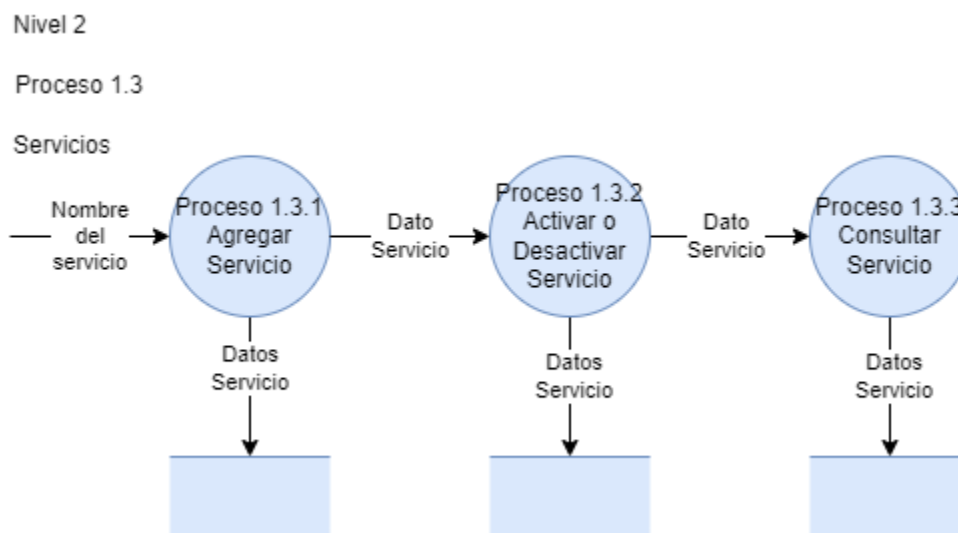 Nivel 2
Proceso 1.3
Servicios
Nombre
del
servicio
Proceso 1.3.1
Agregar
Servicio
Dato
Servicio
Proceso 1.3.2
Activar o
Desactivar
Servicio
Dato
Servicio
Proceso 1.3.3
Consultar
Servicio
Datos
Servicio
Datos
Servicio
Datos
Servicio